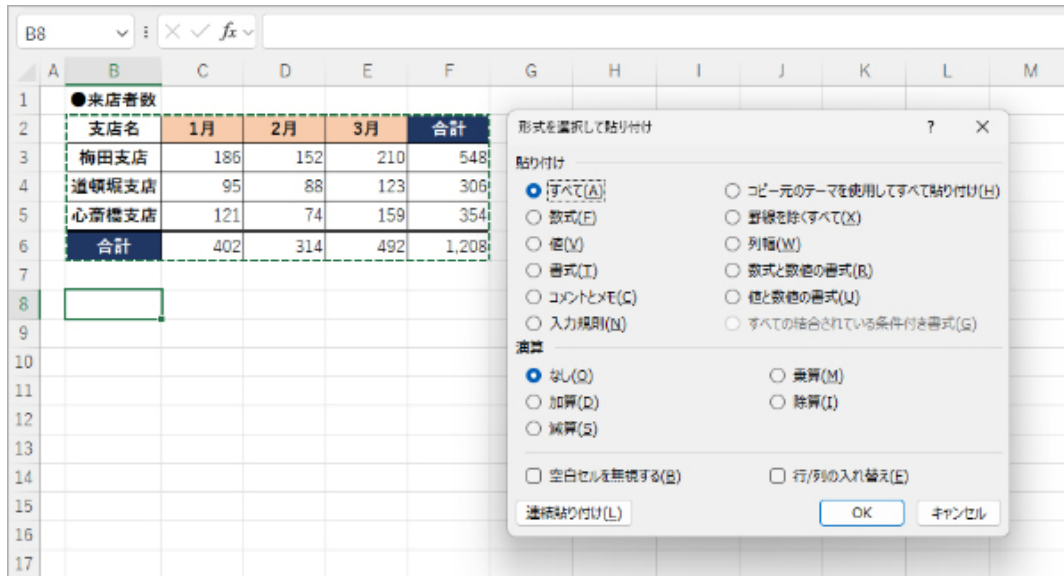 B8 fx
A B C D E F G H I J K L M
1 ●来店者数
2 支店名 1月 2月 3月 合計
3 梅田支店 186 152 210 548
4 道頓堀支店 95 88 123 306
5 心斎橋支店 121 74 159 354
6 合計 402 314 492 1,208
7
8
9
10
11
12
13
14
15
16
17
形式を選択して貼り付け ? ×
貼り付け
すべて(A) コピー元のテーマを使用してすべて貼り付け(H)
数式(F) 罫線を除くすべて(X)
値(V) 列幅(W)
書式(T) 数式と数値の書式(R)
コメントとメモ(C) 値と数値の書式(U)
入力規則(N) すべての結合されている条件付き書式(G)
演算
なし(O) 乗算(M)
加算(D) 除算(I)
減算(S)
空白セルを無視する(B) 行/列の入れ替え(E)
連結貼り付け(L) OK キャンセル